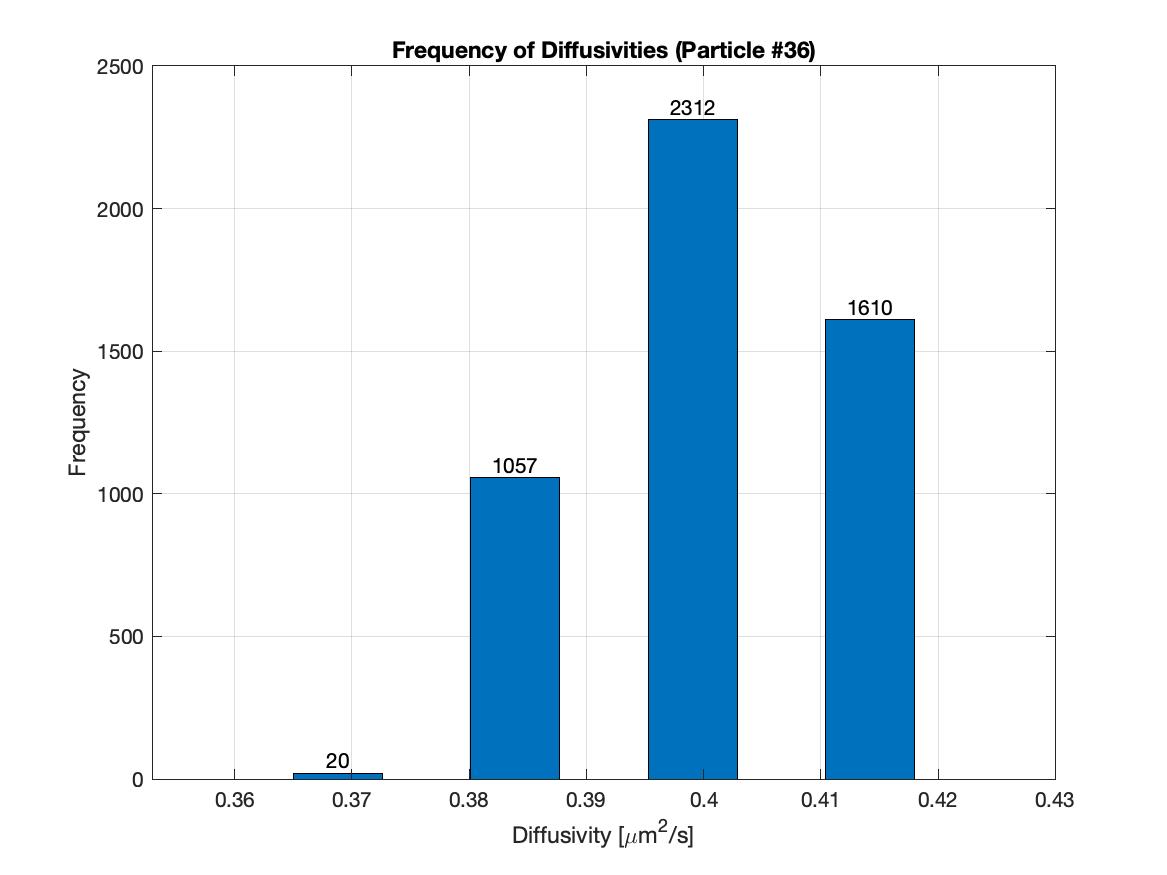 Frequency of Diffusivities (Particle #36)
2500
2000
1500
1000
500
0
Frequency
20
1057
2312
1610
0.36 0.37 0.38 0.39 0.4 0.41 0.42 0.43
Diffusivity [μm²/s]